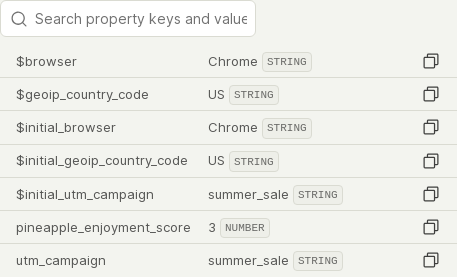 Search property keys and value
$browser Chrome STRING
$geoip_country_code US STRING
$initial_browser Chrome STRING
$initial_geoip_country_code US STRING
$initial_utm_campaign summer_sale STRING
pineapple_enjoyment_score 3 NUMBER
utm_campaign summer_sale STRING